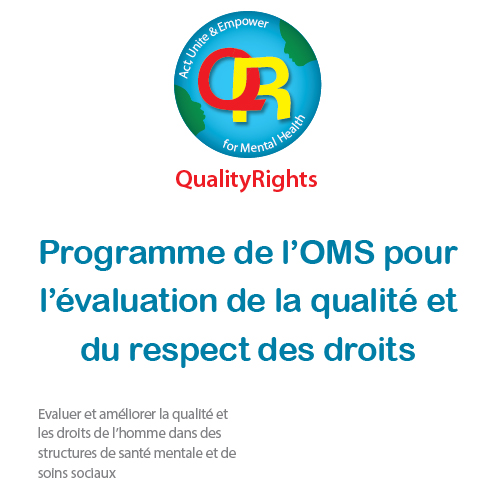 Act, Unite & Empower
QR
for Mental Health
QualityRights
Programme de l’OMS pour
l’évaluation de la qualité et
du respect des droits
Evaluer et améliorer la qualité et
les droits de l’homme dans des
structures de santé mentale et de
soins sociaux